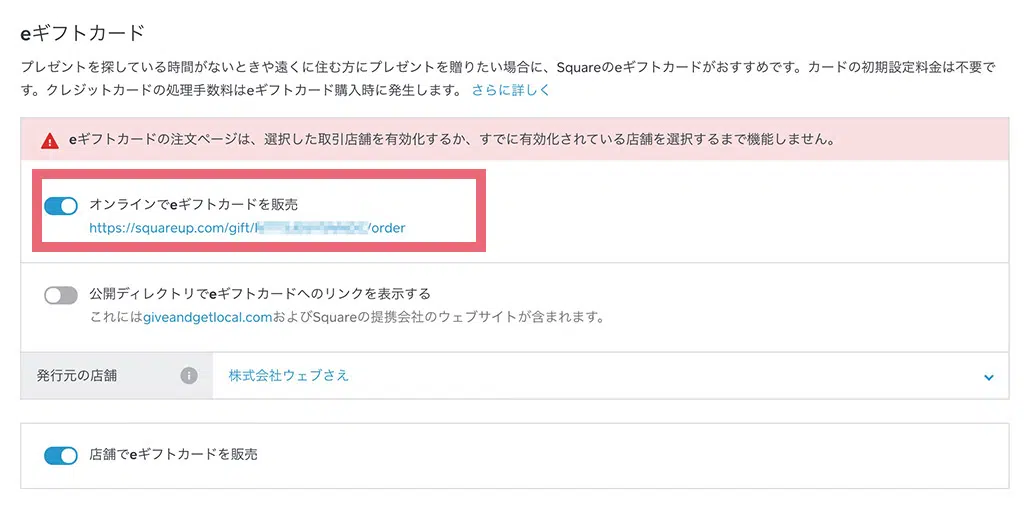 eギフトカード
プレゼントを探している時間がないときや遠くに住む方にプレゼントを贈りたい場合に、Squareのeギフトカードがおすすめです。カードの初期設定料金は不要で
す。クレジットカードの処理手数料はeギフトカード購入時に発生します。 さらに詳しく
eギフトカードの注文ページは、選択した取引店舗を有効化するか、すでに有効化されている店舗を選択するまで機能しません。
オンラインでeギフトカードを販売
https://squareup.com/gift/ /order
公開ディレクトリでeギフトカードへのリンクを表示する
これにはgiveandgetlocal.comおよびSquareの提携会社のウェブサイトが含まれます。
発行元の店舗
株式会社ウェブさえ
店舗でeギフトカードを販売